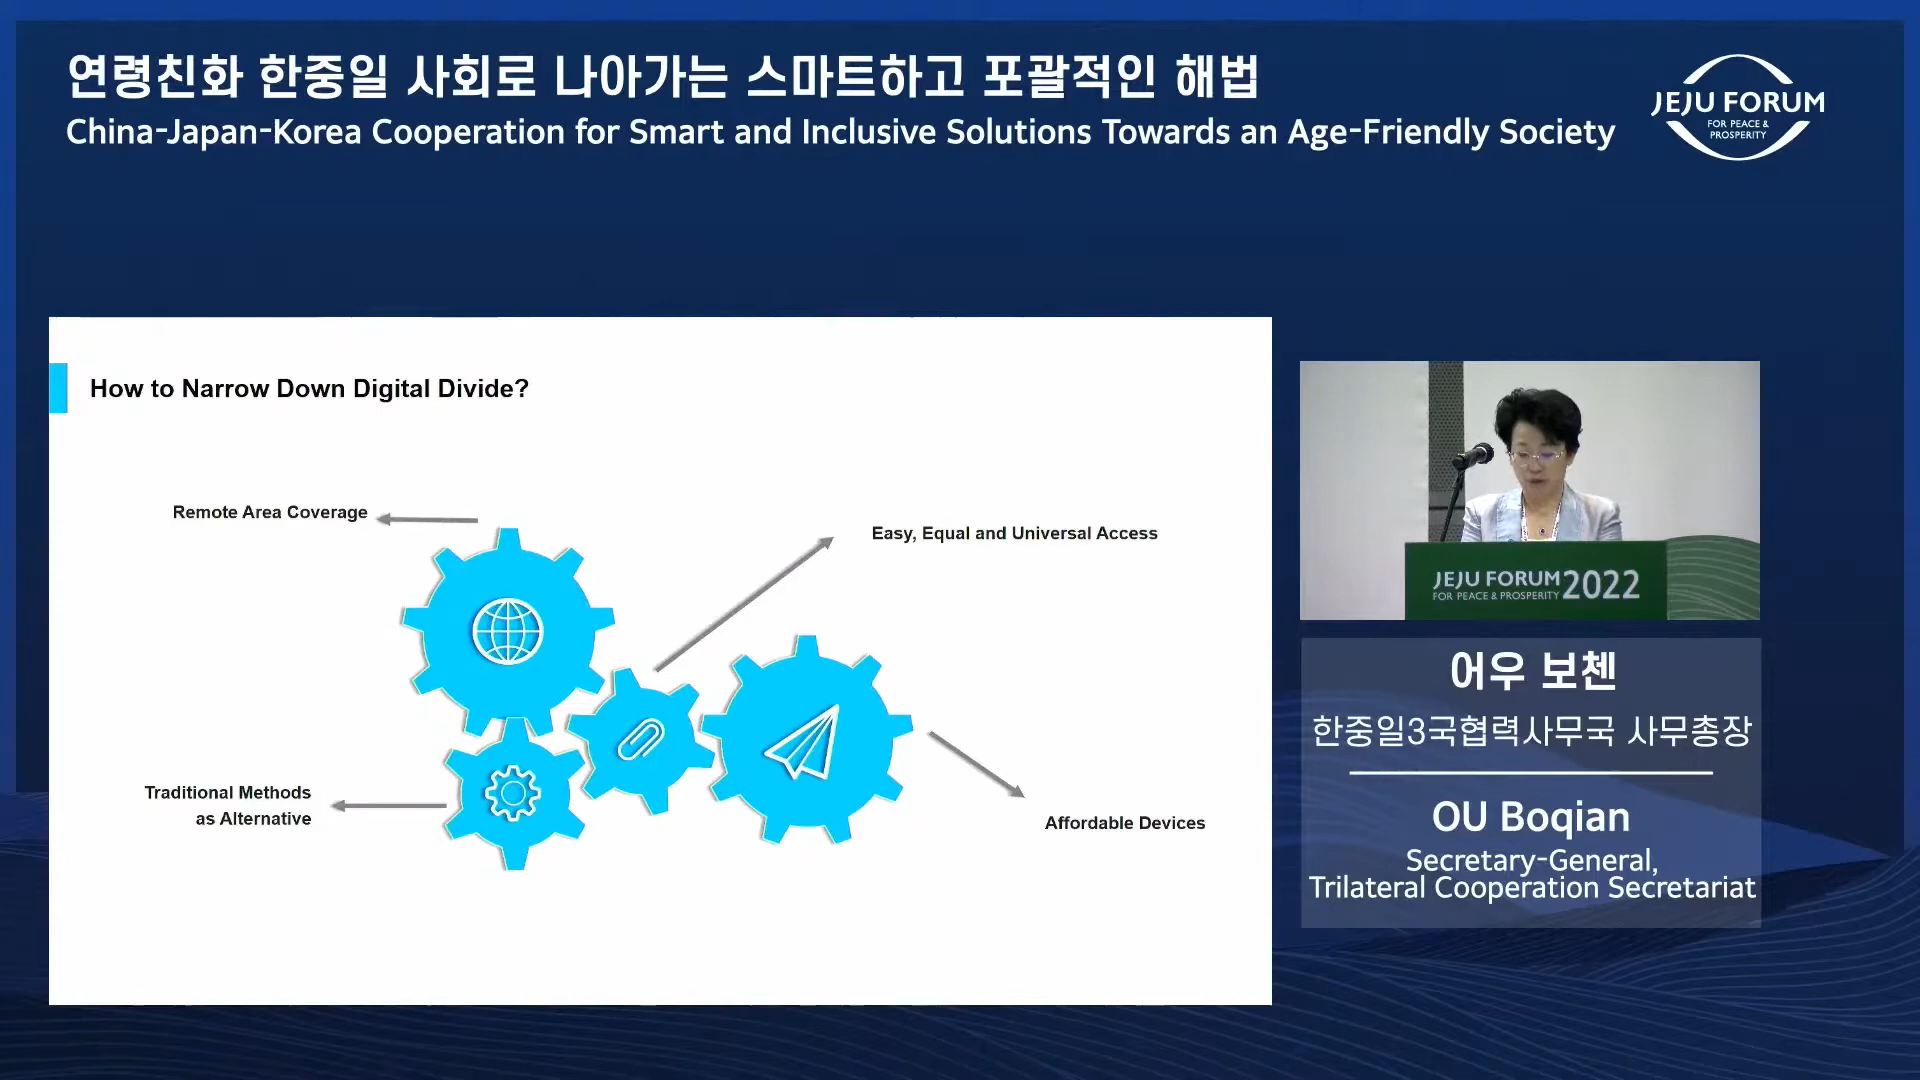 연령친화 한중일 사회로 나아가는 스마트하고 포괄적인 해법
China-Japan-Korea Cooperation for Smart and Inclusive Solutions Towards an Age-Friendly Society
JEJU FORUM
FOR PEACE &
PROSPERITY
How to Narrow Down Digital Divide?
Remote Area Coverage
Easy, Equal and Universal Access
Traditional Methods
as Alternative
Affordable Devices
JEJU FORUM 2022
FOR PEACE & PROSPERITY
어우 보첸
한중일3국협력사무국 사무총장
OU Boqian
Secretary-General,
Trilateral Cooperation Secretariat